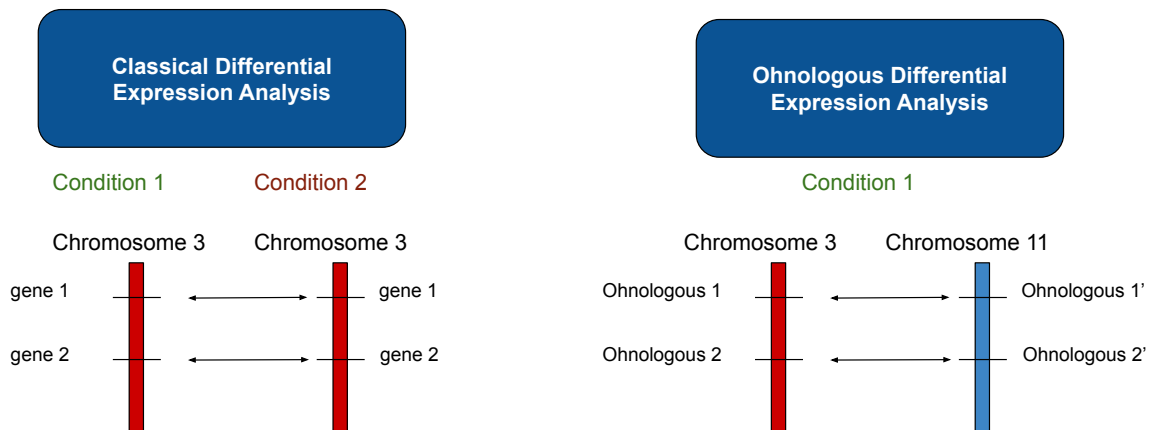 Classical Differential
Expression Analysis
Condition 1
Condition 2
Chromosome 3
Chromosome 3
gene 1
gene 1
gene 2
gene 2
Ohnologous Differential
Expression Analysis
Condition 1
Chromosome 3
Chromosome 11
Ohnologous 1
Ohnologous 1’
Ohnologous 2
Ohnologous 2'